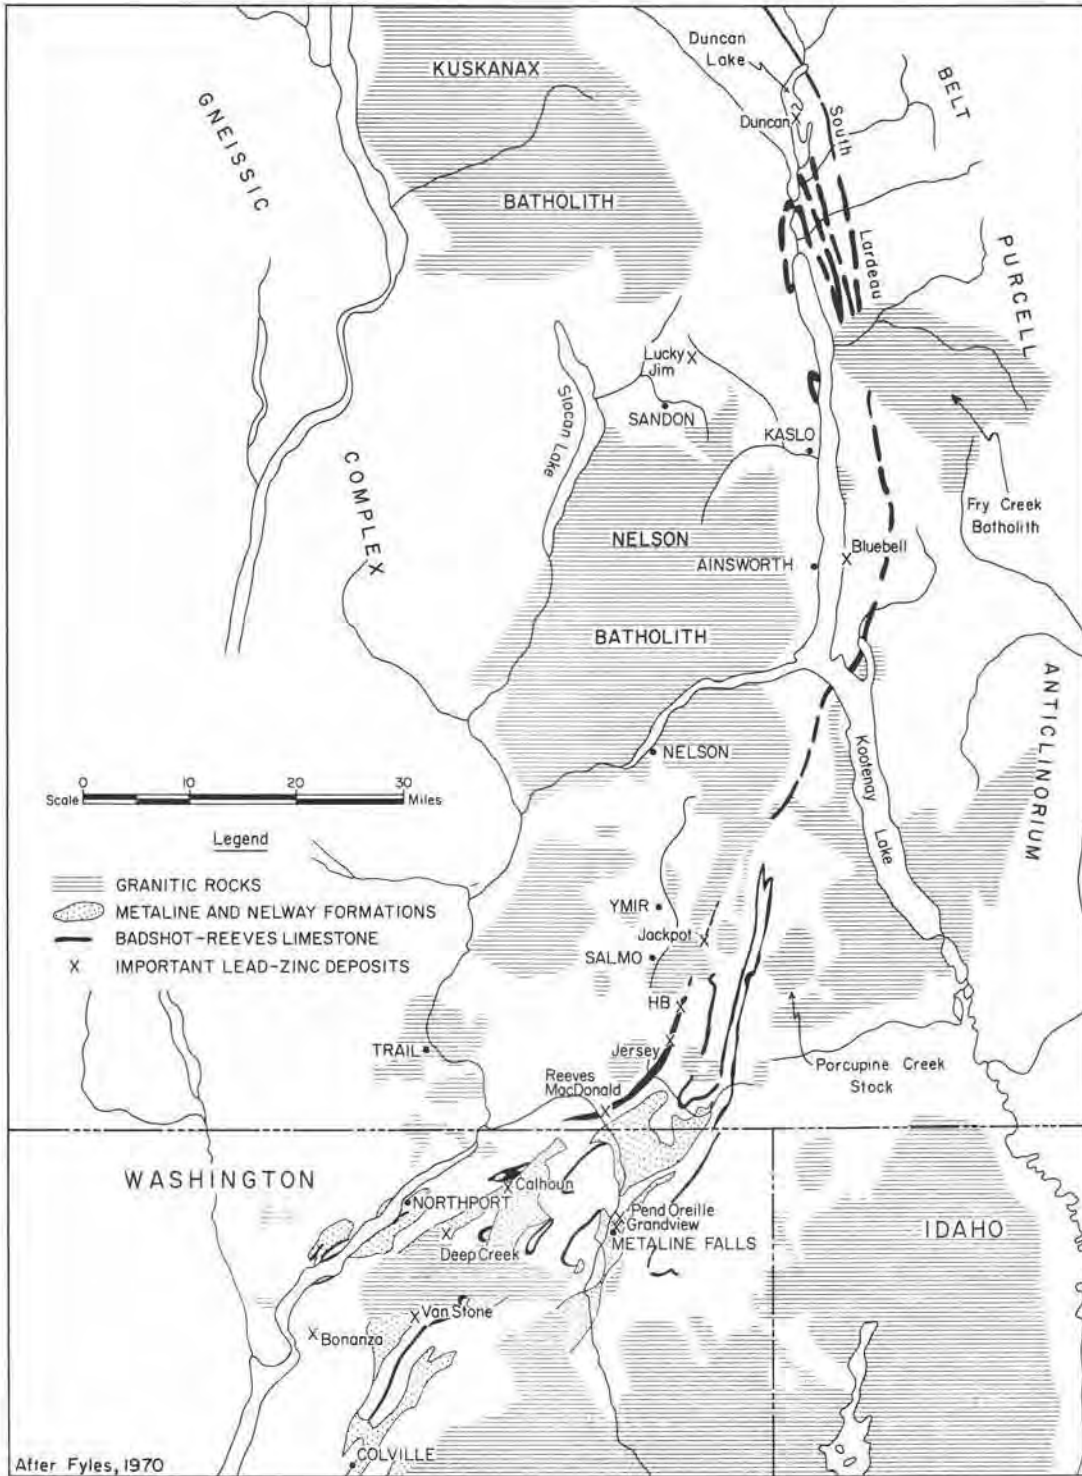 KUSKANAX
BATHOLITH
GNEISSIC
COMPLEX
Duncan
Lake
Duncan
South
Lardeau
BELT
PURCELL
ANTICLINORIUM
Lucky
Jim
SANDON
Slocan Lake
KASLO
Fry Creek
Batholith
NELSON
BATHOLITH
AINSWORTH
Bluebell
NELSON
Kootenay
Lake
0 10 20 30
Scale Miles
Legend
GRANITIC ROCKS
METALINE AND NELWAY FORMATIONS
BADSHOT-REEVES LIMESTONE
X IMPORTANT LEAD-ZINC DEPOSITS
YMIR
Jackpot
SALMO
HB
Jersey
TRAIL
Reeves
MacDonald
Porcupine Creek
Stock
WASHINGTON
IDAHO
Calhoun
NORTHPORT
Deep Creek
Pend Oreille
Grandview
METALINE FALLS
Van Stone
Bonanza
COLVILLE
After Fyles, 1970